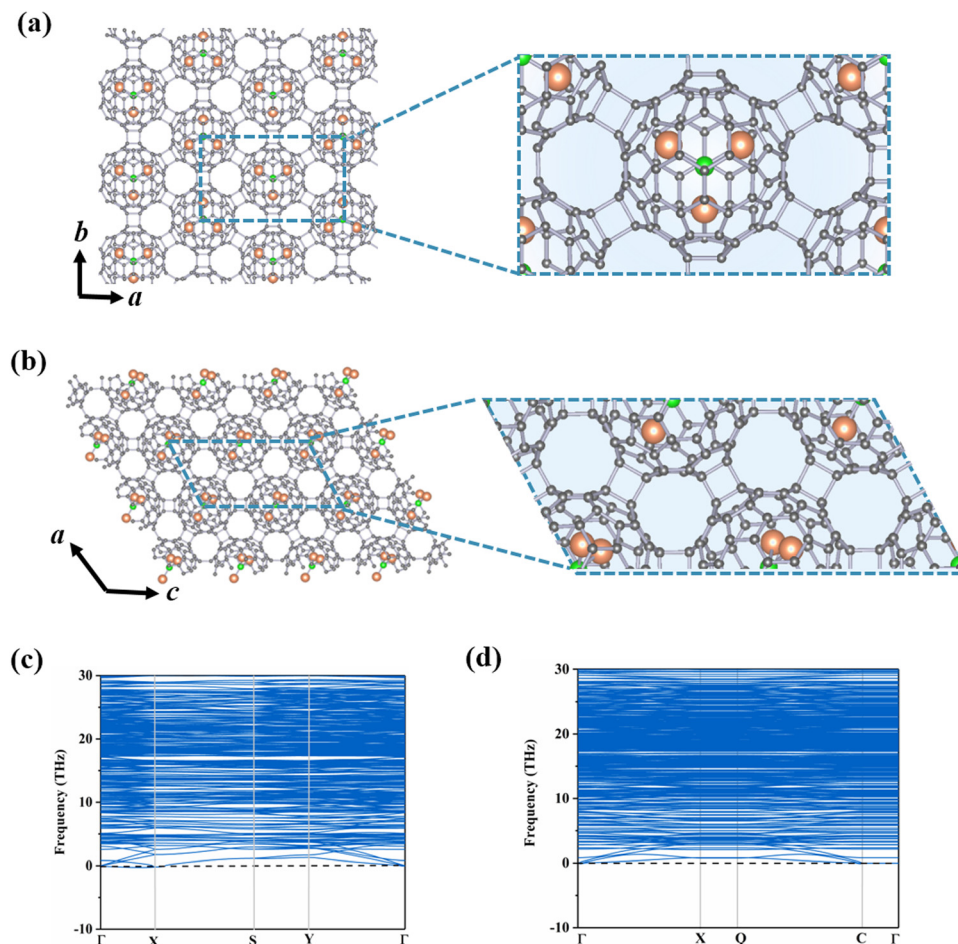 (a)
b
a
(b)
a
c
(c)
(d)
30
20
10
0
-10
Frequency (THz)
Γ X S Y Γ
30
20
10
0
-10
Frequency (THz)
Γ X Q C Γ